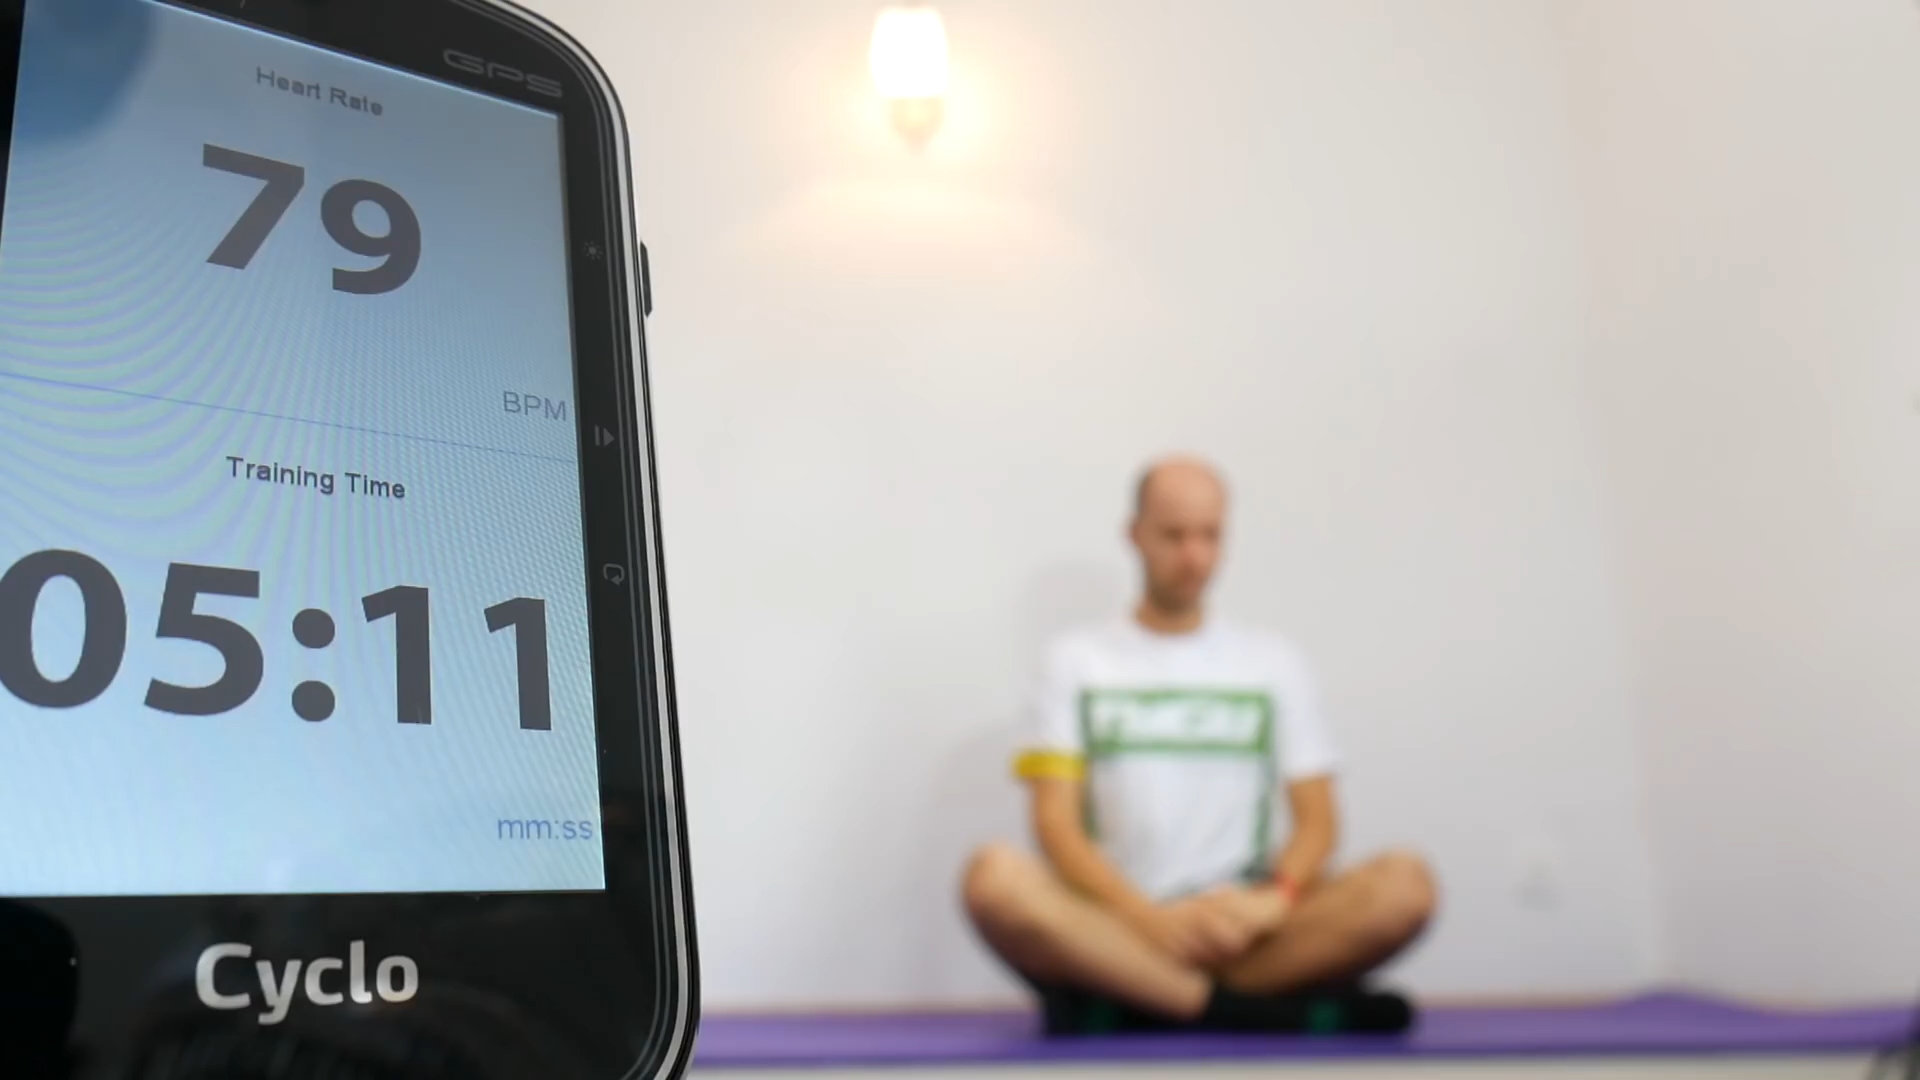 GPS
Heart Rate
79
BPM
Training Time
05:11
mm:ss
Cyclo